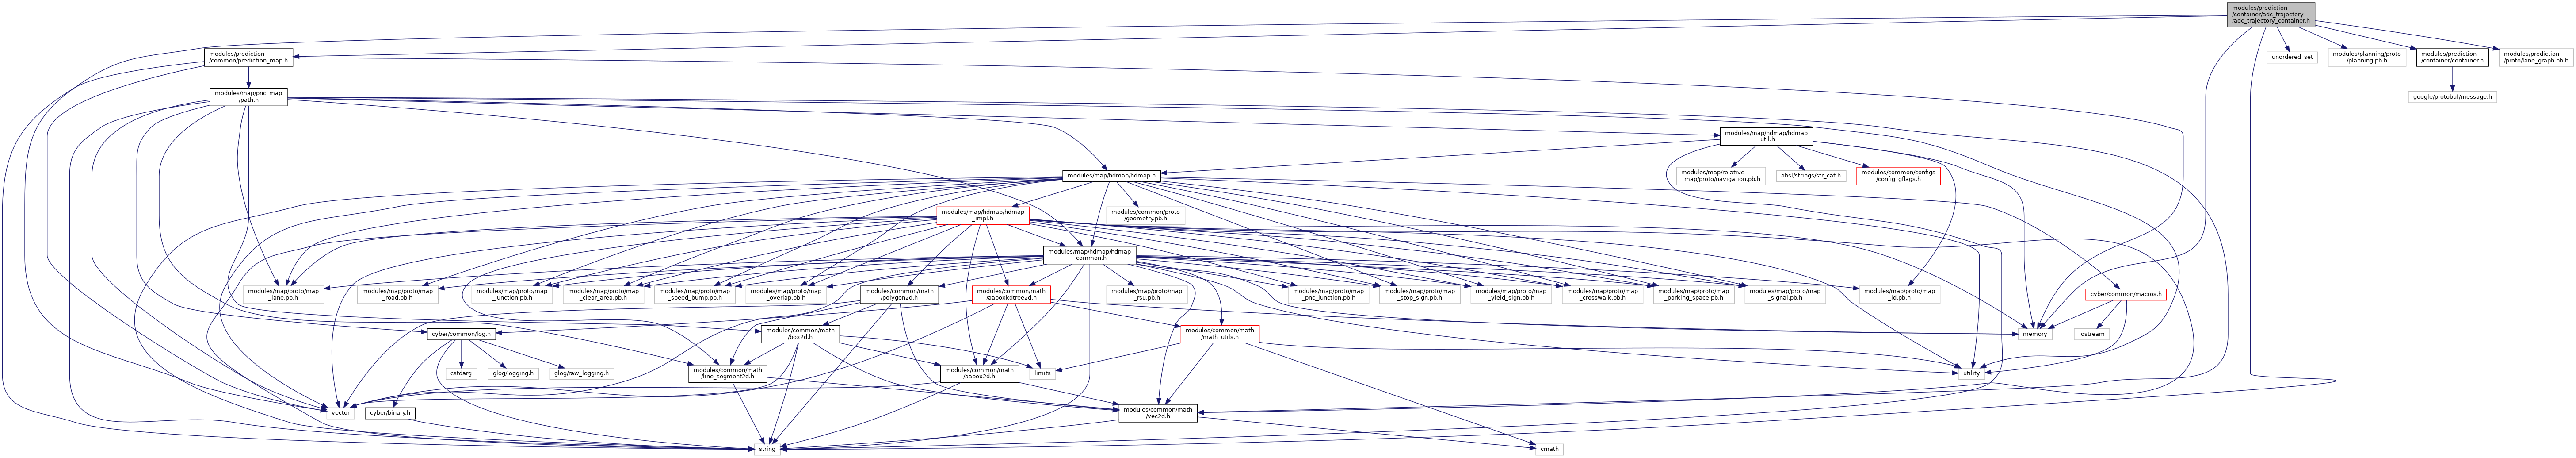 modules/prediction
/container/adc_trajectory
/adc_trajectory_container.h
modules/prediction
/common/prediction_map.h
unordered_set
modules/planning/proto
/planning.pb.h
modules/prediction
/container/container.h
modules/prediction
/proto/lane_graph.pb.h
modules/map/pnc_map
/path.h
google/protobuf/message.h
modules/map/hdmap/hdmap
_util.h
modules/map/hdmap/hdmap.h
modules/map/relative
_map/proto/navigation.pb.h
absl/strings/str_cat.h
modules/common/configs
/config_gflags.h
modules/map/hdmap/hdmap
_impl.h
modules/common/proto
/geometry.pb.h
modules/map/hdmap/hdmap
_common.h
modules/map/proto/map
_lane.pb.h
modules/map/proto/map
_road.pb.h
modules/map/proto/map
_junction.pb.h
modules/map/proto/map
_clear_area.pb.h
modules/map/proto/map
_speed_bump.pb.h
modules/map/proto/map
_overlap.pb.h
modules/common/math
/polygon2d.h
modules/common/math
/aaboxkdtree2d.h
modules/map/proto/map
_rsu.pb.h
modules/map/proto/map
_pnc_junction.pb.h
modules/map/proto/map
_stop_sign.pb.h
modules/map/proto/map
_yield_sign.pb.h
modules/map/proto/map
_crosswalk.pb.h
modules/map/proto/map
_parking_space.pb.h
modules/map/proto/map
_signal.pb.h
modules/map/proto/map
_id.pb.h
cyber/common/macros.h
cyber/common/log.h
modules/common/math
/box2d.h
modules/common/math
/math_utils.h
memory
iostream
cstdarg
glog/logging.h
glog/raw_logging.h
modules/common/math
/line_segment2d.h
modules/common/math
/aabox2d.h
limits
utility
vector
cyber/binary.h
modules/common/math
/vec2d.h
string
cmath